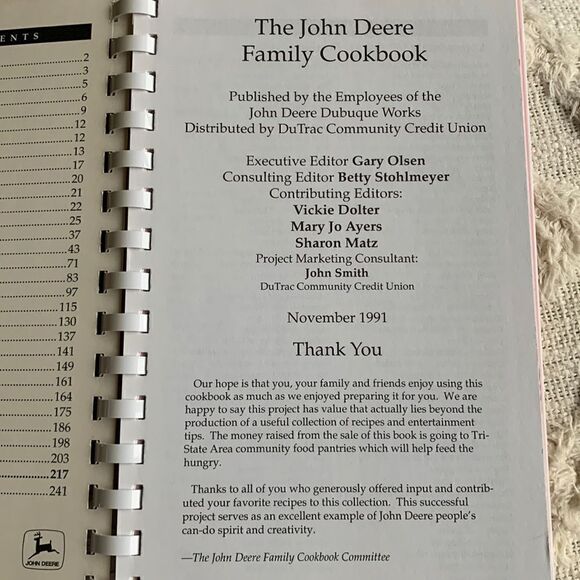 ENTS
2
3
5
6
9
12
12
13
17
20
21
22
25
37
43
71
83
97
115
130
137
141
149
161
164
175
186
198
203
217
241
JOHN DEERE
The John Deere
Family Cookbook
Published by the Employees of the
John Deere Dubuque Works
Distributed by DuTrac Community Credit Union
Executive Editor Gary Olsen
Consulting Editor Betty Stohlmeyer
Contributing Editors:
Vickie Dolter
Mary Jo Ayers
Sharon Matz
Project Marketing Consultant:
John Smith
DuTrac Community Credit Union
November 1991
Thank You
Our hope is that you, your family and friends enjoy using this
cookbook as much as we enjoyed preparing it for you. We are
happy to say this project has value that actually lies beyond the
production of a useful collection of recipes and entertainment
tips. The money raised from the sale of this book is going to Tri-
State Area community food pantries which will help feed the
hungry.
Thanks to all of you who generously offered input and contrib-
uted your favorite recipes to this collection. This successful
project serves as an excellent example of John Deere people's
can-do spirit and creativity.
—The John Deere Family Cookbook Committee